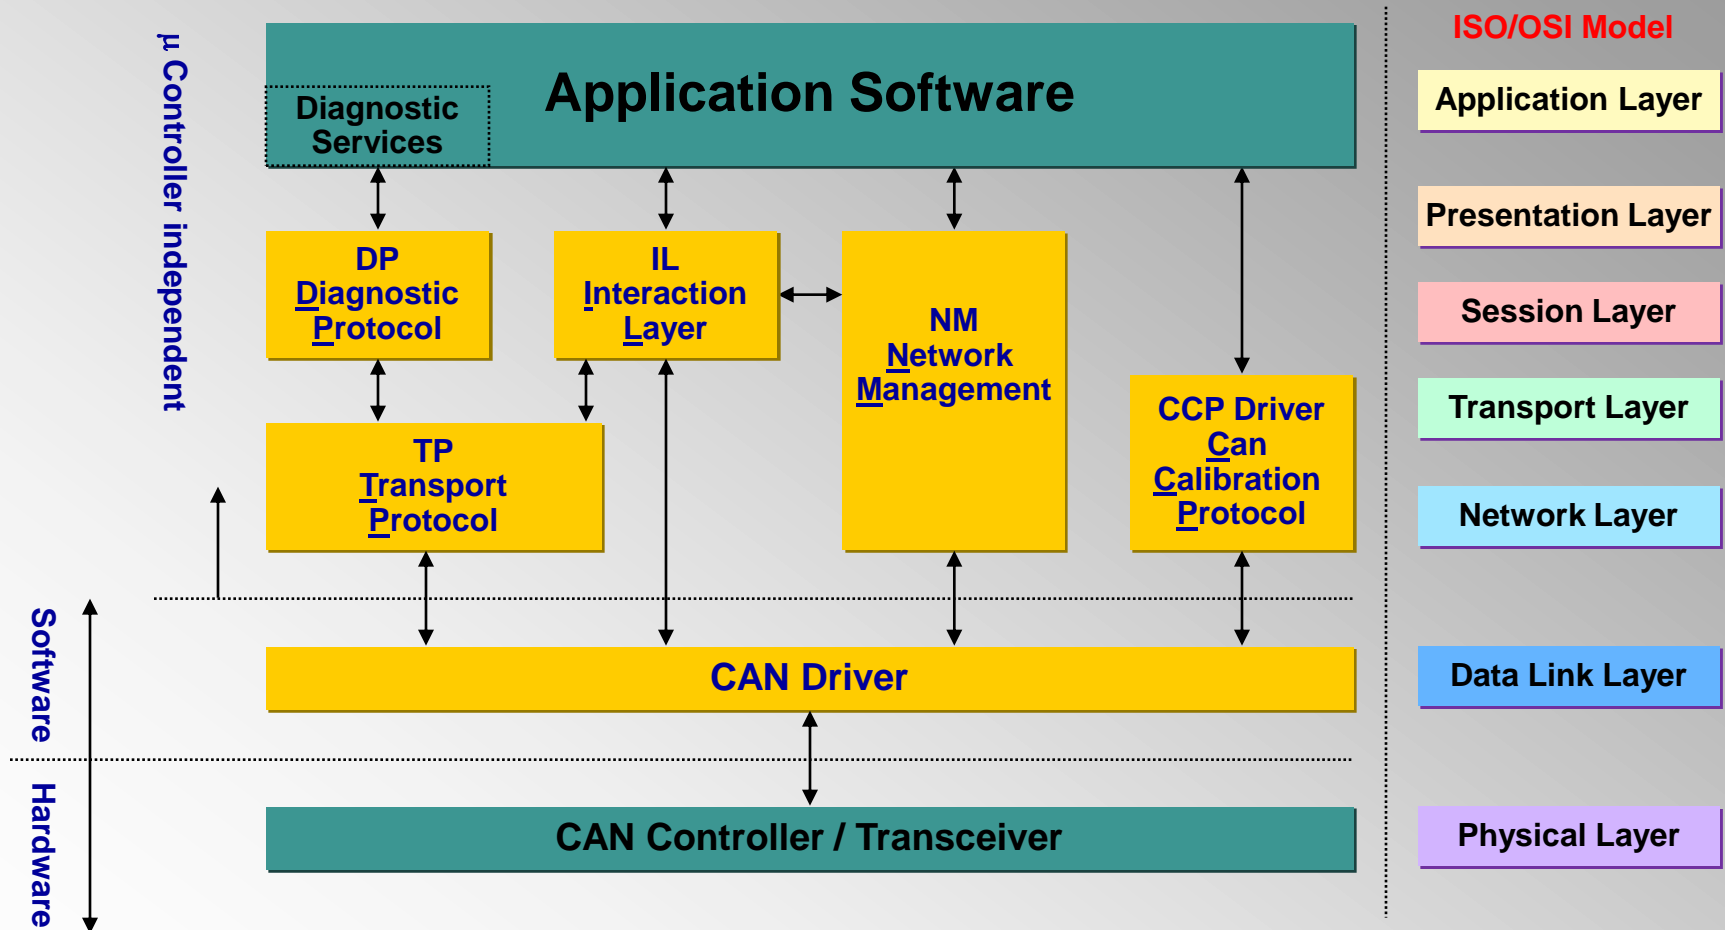 μ Controller independent
Software
Hardware
Application Software
Diagnostic
Services
DP
Diagnostic
Protocol
IL
Interaction
Layer
NM
Network
Management
CCP Driver
Can
Calibration
Protocol
TP
Transport
Protocol
CAN Driver
CAN Controller / Transceiver
ISO/OSI Model
Application Layer
Presentation Layer
Session Layer
Transport Layer
Network Layer
Data Link Layer
Physical Layer